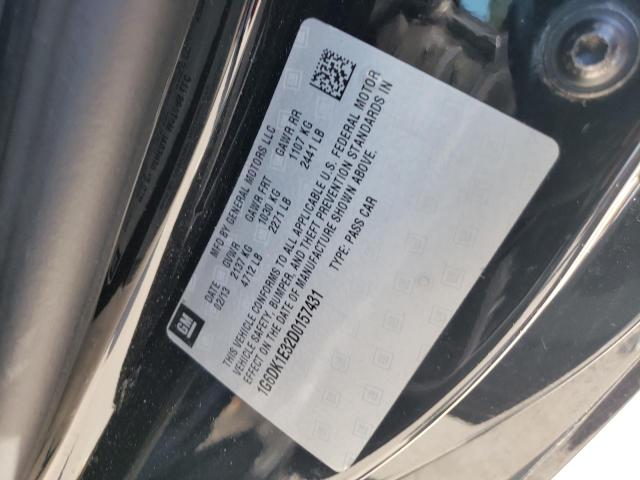 MFD BY GENERAL MOTORS LLC
DATE GVWR GAWR FRT GAWR RR
02/13 2137 KG 1030 KG 1107 KG
4712 LB 2271 LB 2441 LB
THIS VEHICLE CONFORMS TO ALL APPLICABLE U.S. FEDERAL MOTOR
VEHICLE SAFETY, BUMPER, AND THEFT PREVENTION STANDARDS IN
EFFECT ON THE DATE OF MANUFACTURE SHOWN ABOVE.
1G6DK1E32D0157431 TYPE: PASS CAR
GM